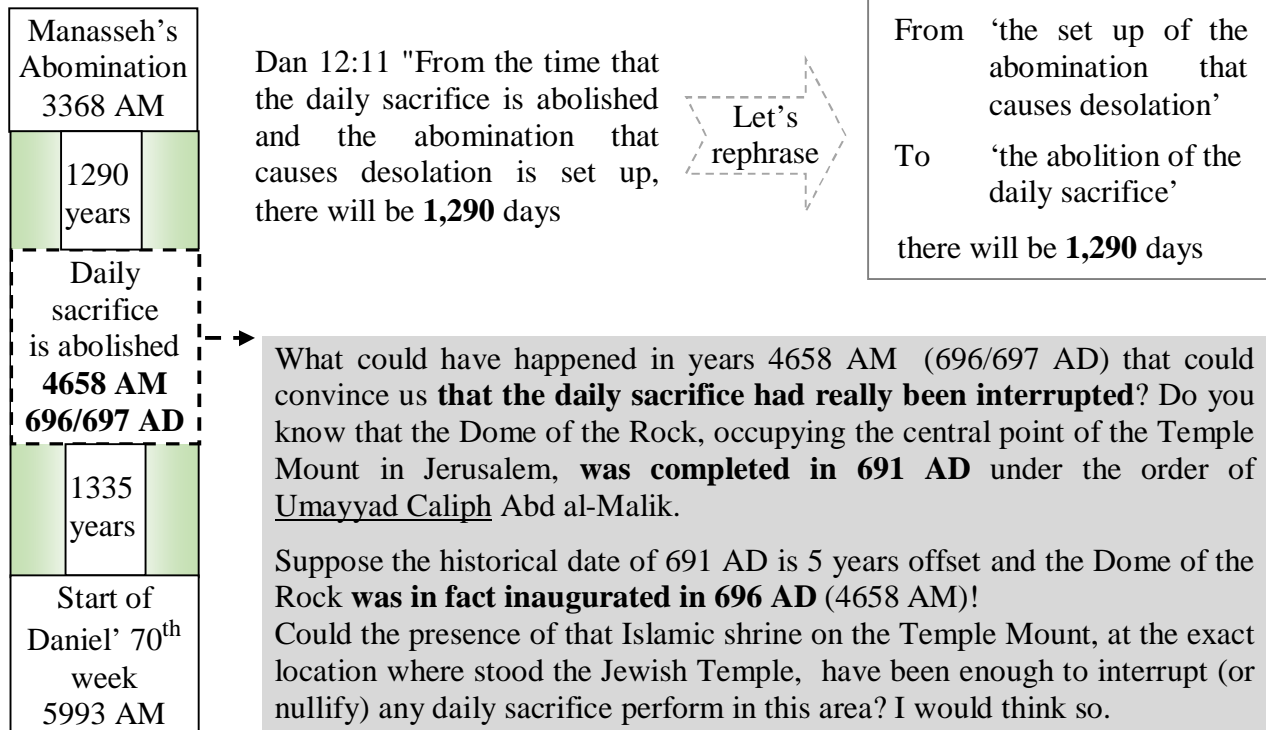 Manasseh's
Abomination
3368 AM
1290
years
Daily
sacrifice
is abolished
4658 AM
696/697 AD
1335
years
Start of
Daniel' 70th
week
5993 AM
Dan 12:11 "From the time that
the daily sacrifice is abolished
and the abomination that
causes desolation is set up,
there will be 1,290 days
Let's
rephrase
From 'the set up of the
abomination that
causes desolation'
To 'the abolition of the
daily sacrifice'
there will be 1,290 days
What could have happened in years 4658 AM (696/697 AD) that could
convince us that the daily sacrifice had really been interrupted? Do you
know that the Dome of the Rock, occupying the central point of the Temple
Mount in Jerusalem, was completed in 691 AD under the order of
Umayyad Caliph Abd al-Malik.
Suppose the historical date of 691 AD is 5 years offset and the Dome of the
Rock was in fact inaugurated in 696 AD (4658 AM)!
Could the presence of that Islamic shrine on the Temple Mount, at the exact
location where stood the Jewish Temple, have been enough to interrupt (or
nullify) any daily sacrifice perform in this area? I would think so.